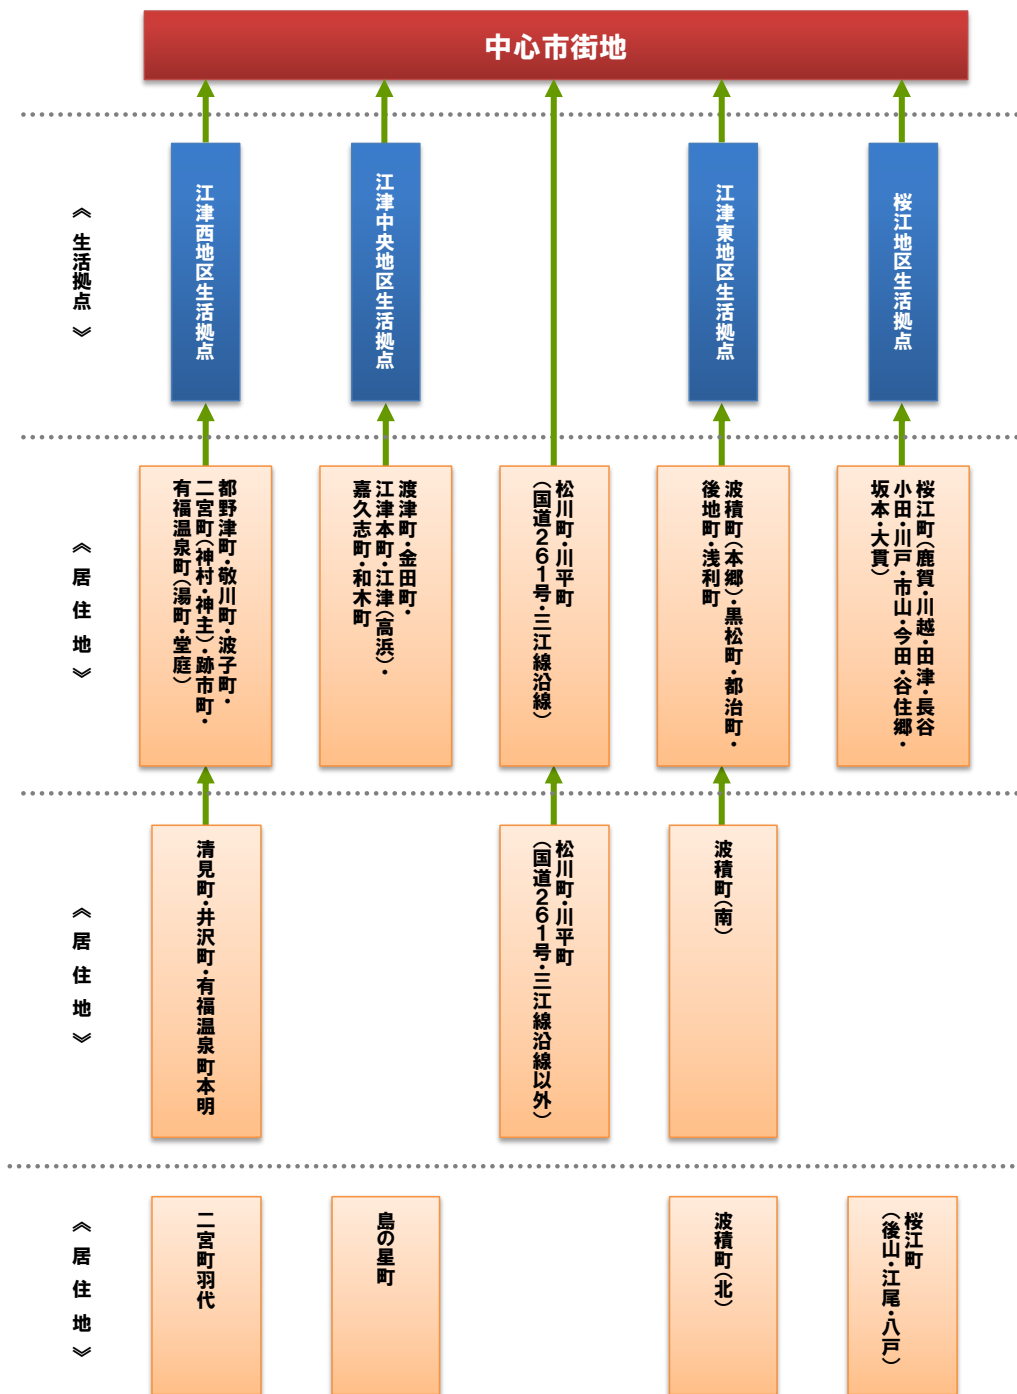 中心市街地
《生活拠点》
江津西地区生活拠点
江津中央地区生活拠点
江津東地区生活拠点
桜江地区生活拠点
《居住地》
都野津町・敬川町・波子町・
二宮町(神村・神主)・跡市町・
有福温泉町(湯町・堂庭)
渡津町・金田町・
江津本町・江津(高浜)・
嘉久志町・和木町
松川町・川平町
(国道261号・三江線沿線)
波積町(本郷)・黒松町・都治町・
後地町・浅利町
桜江町(鹿賀・川越・田津・長谷
小田・川戸・市山・今田・谷住郷・
坂本・大貫)
《居住地》
清見町・井沢町・有福温泉町本明
松川町・川平町
(国道261号・三江線沿線以外)
波積町(南)
《居住地》
二宮町羽代
島の星町
波積町(北)
桜江町
(後山・江尾・八戸)